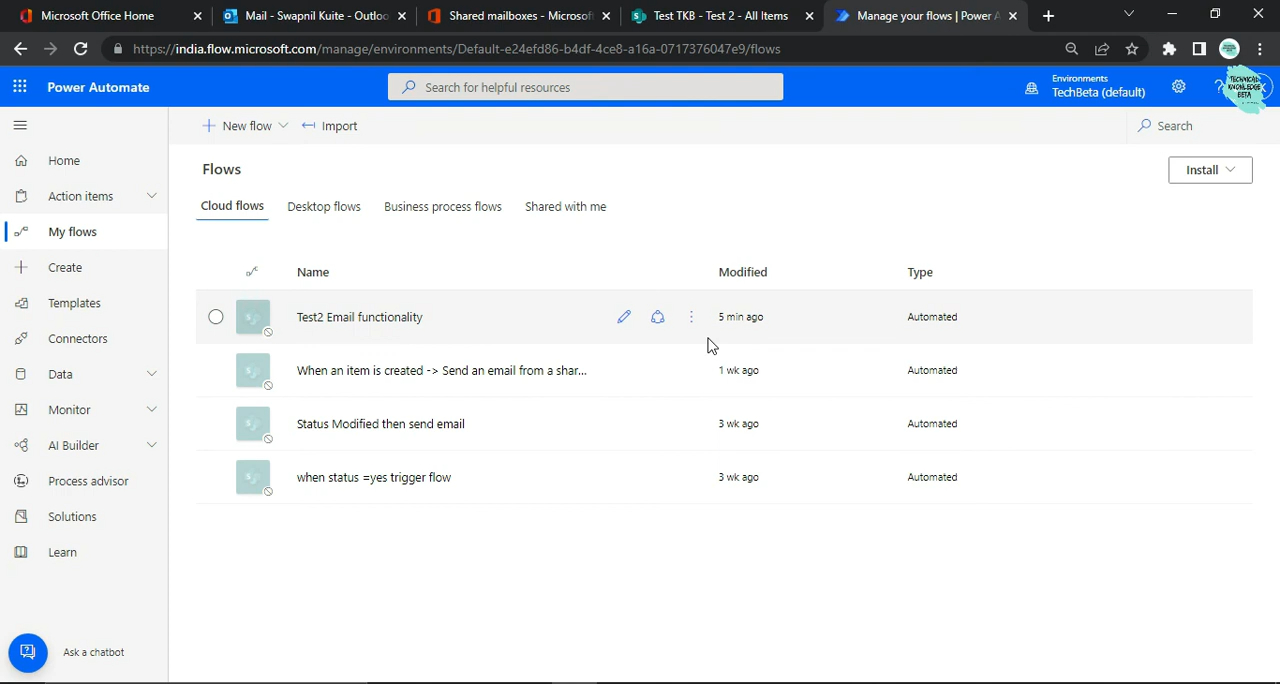 Microsoft Office Home
Mail - Swapnil Kuite - Outloo
Shared mailboxes - Microsof
Test TKB - Test 2 - All Items
Manage your flows | Power A
https://india.flow.microsoft.com/manage/environments/Default-e24efd86-b4df-4ce8-a16a-0717376047e9/flows
Power Automate
Search for helpful resources
Environments
TechBeta (default)
TECHNICAL
KNOWLEDGE
BETA
New flow
Import
Search
Home
Action items
My flows
Create
Templates
Connectors
Data
Monitor
AI Builder
Process advisor
Solutions
Learn
Ask a chatbot
Flows
Install
Cloud flows
Desktop flows
Business process flows
Shared with me
Name
Modified
Type
Test2 Email functionality
5 min ago
Automated
When an item is created -> Send an email from a shar...
1 wk ago
Automated
Status Modified then send email
3 wk ago
Automated
when status =yes trigger flow
3 wk ago
Automated